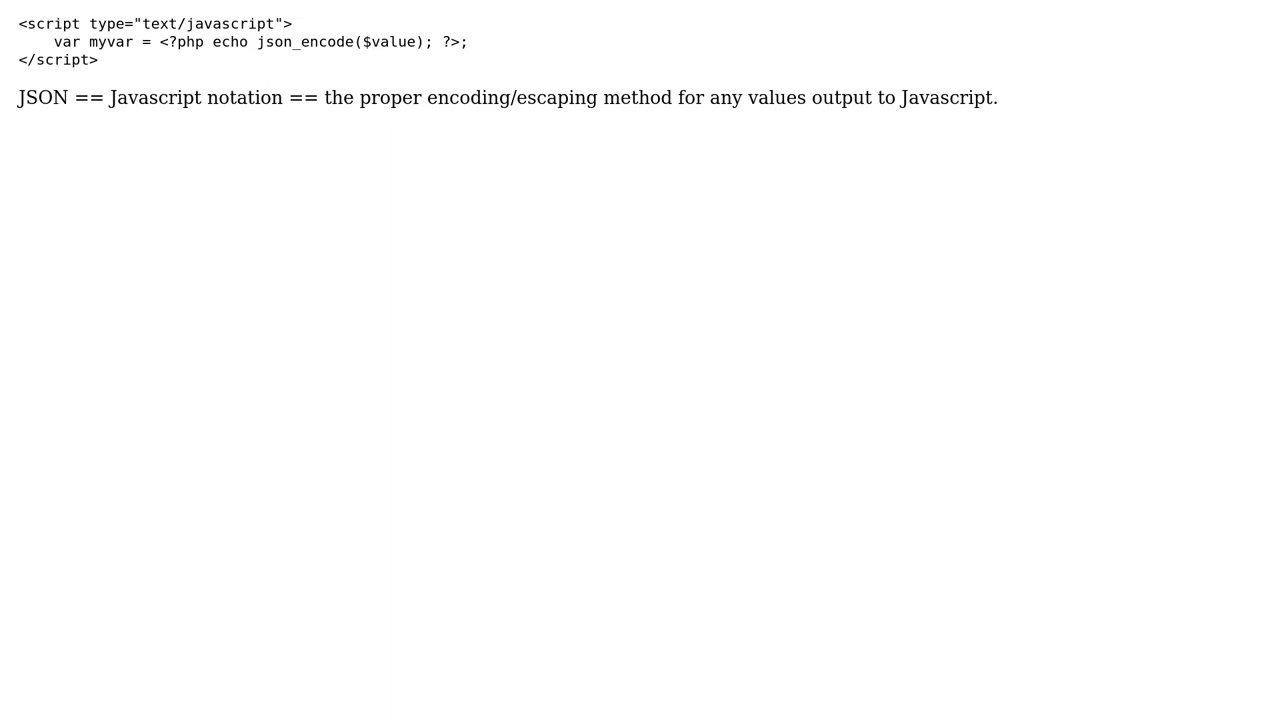 <script type="text/javascript">
    var myvar = <?php echo json_encode($value); ?>;
</script>
JSON == Javascript notation == the proper encoding/escaping method for any values output to Javascript.